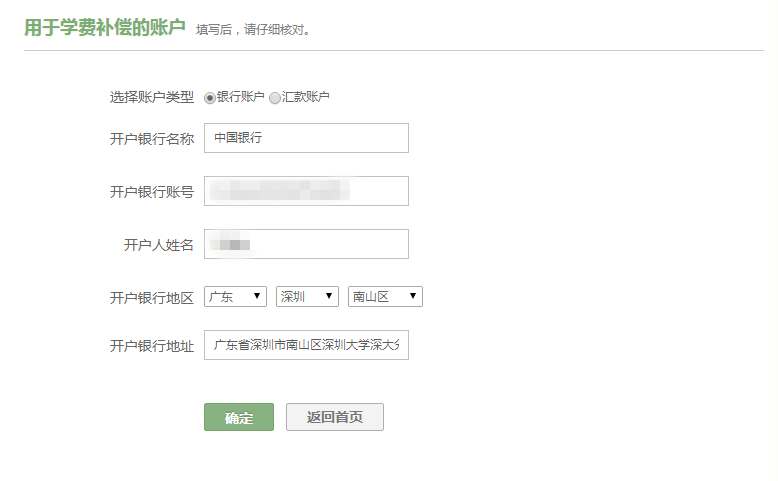 用于学费补偿的账户 填写后，请仔细核对。
选择账户类型 银行账户 汇款账户
开户银行名称 中国银行
开户银行账号
开户人姓名
开户银行地区 广东 深圳 南山区
开户银行地址 广东省深圳市南山区深圳大学深大
确定 返回首页